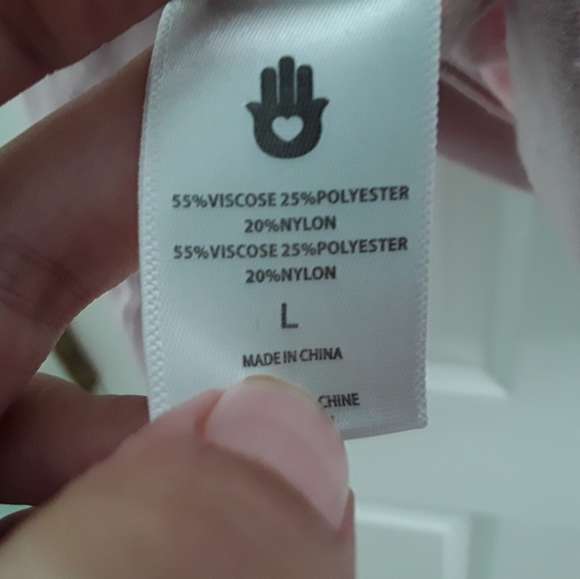 55%VISCOSE 25%POLYESTER
20%NYLON
55%VISCOSE 25%POLYESTER
20%NYLON
L
MADE IN CHINA
CHINE